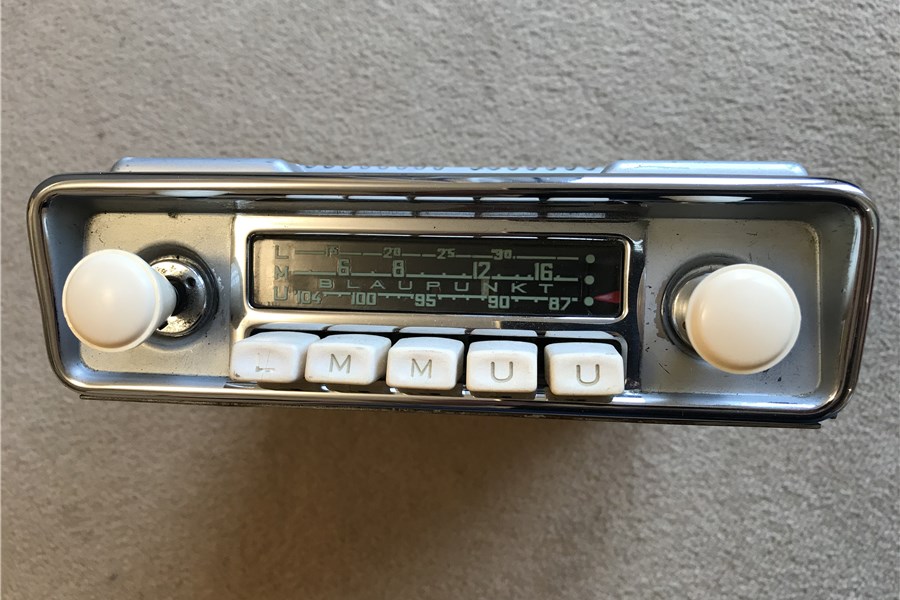 L 15 20 25 30
M 6 8 12 16
BLAUPUNKT
U 104 100 95 90 87
L M M U U